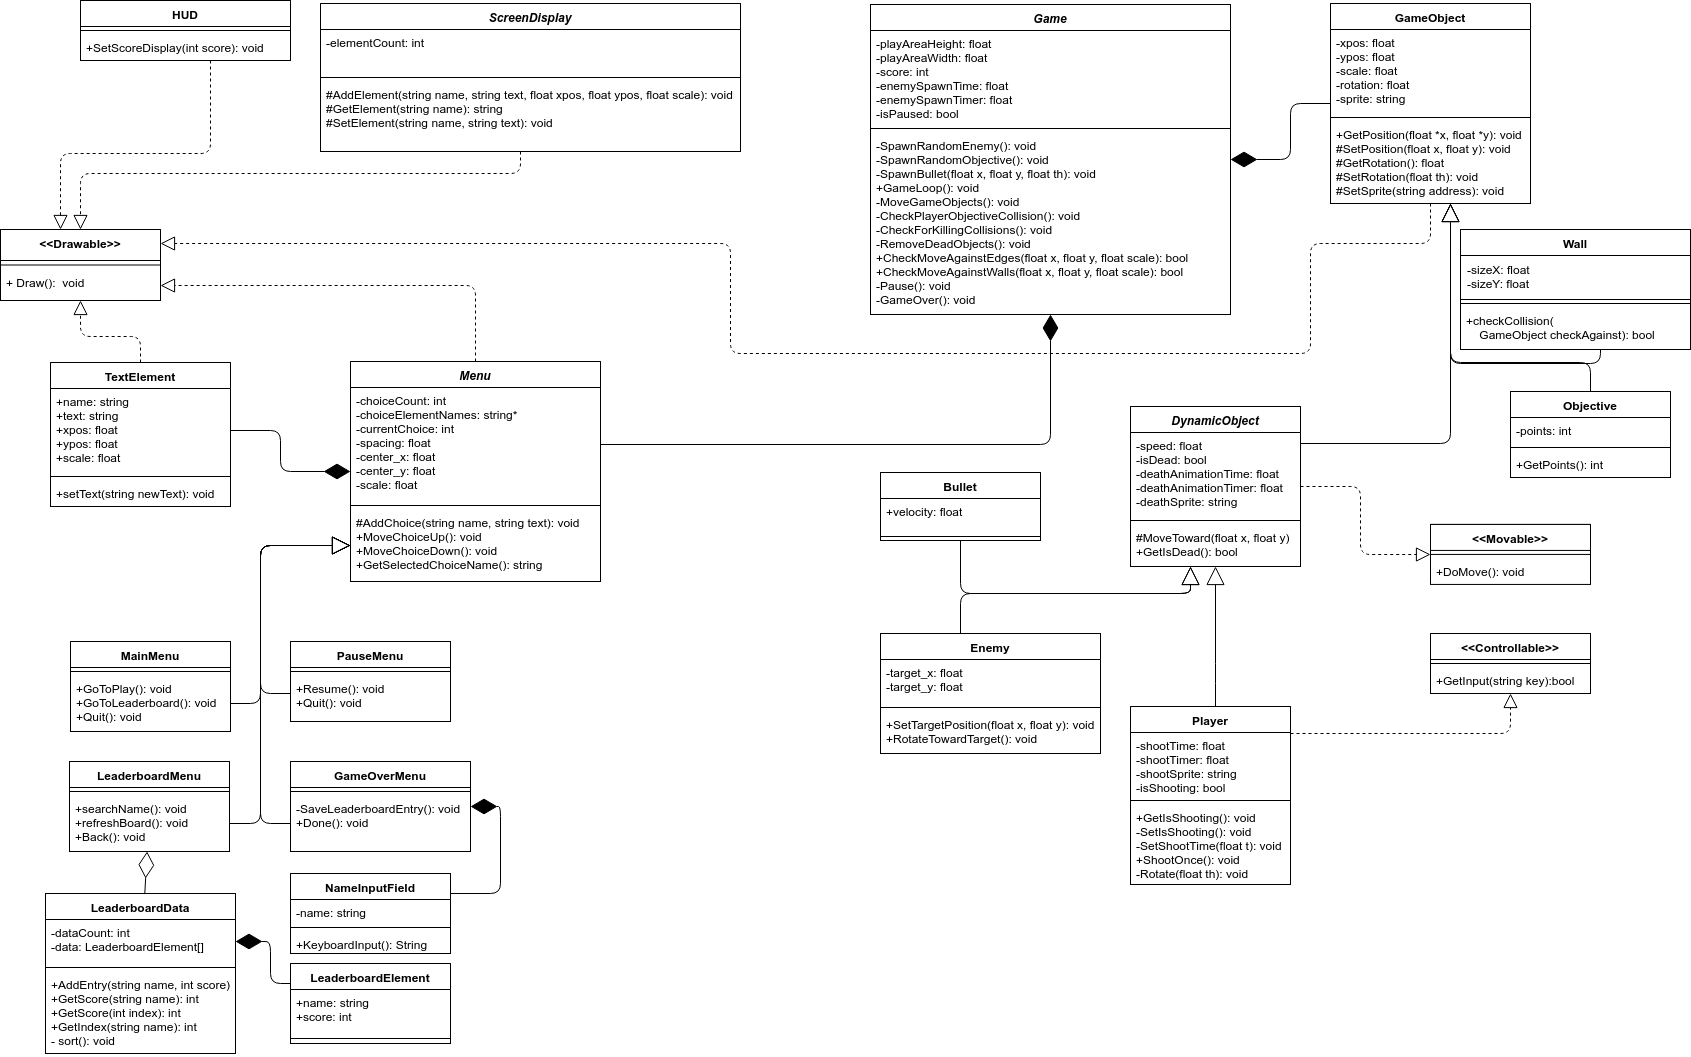 HUD
+SetScoreDisplay(int score): void
ScreenDisplay
-elementCount: int
#AddElement(string name, string text, float xpos, float ypos, float scale): void
#GetElement(string name): string
#SetElement(string name, string text): void
Game
-playAreaHeight: float
-playAreaWidth: float
-score: int
-enemySpawnTime: float
-enemySpawnTimer: float
-isPaused: bool
-SpawnRandomEnemy(): void
-SpawnRandomObjective(): void
-SpawnBullet(float x, float y, float th): void
+GameLoop(): void
-MoveGameObjects(): void
-CheckPlayerObjectiveCollision(): void
-CheckForKillingCollisions(): void
-RemoveDeadObjects(): void
+CheckMoveAgainstEdges(float x, float y, float scale): bool
+CheckMoveAgainstWalls(float x, float y, float scale): bool
-Pause(): void
-GameOver(): void
GameObject
-xpos: float
-ypos: float
-scale: float
-rotation: float
-sprite: string
+GetPosition(float *x, float *y): void
#SetPosition(float x, float y): void
#GetRotation(): float
#SetRotation(float th): void
#SetSprite(string address): void
<<Drawable>>
+ Draw():  void
Wall
-sizeX: float
-sizeY: float
+checkCollision(
GameObject checkAgainst): bool
TextElement
+name: string
+text: string
+xpos: float
+ypos: float
+scale: float
+setText(string newText): void
Menu
-choiceCount: int
-choiceElementNames: string*
-currentChoice: int
-spacing: float
-center_x: float
-center_y: float
-scale: float
#AddChoice(string name, string text): void
+MoveChoiceUp(): void
+MoveChoiceDown(): void
+GetSelectedChoiceName(): string
DynamicObject
-speed: float
-isDead: bool
-deathAnimationTime: float
-deathAnimationTimer: float
-deathSprite: string
#MoveToward(float x, float y)
+GetIsDead(): bool
Objective
-points: int
+GetPoints(): int
Bullet
+velocity: float
<<Movable>>
+DoMove(): void
MainMenu
+GoToPlay(): void
+GoToLeaderboard(): void
+Quit(): void
PauseMenu
+Resume(): void
+Quit(): void
Enemy
-target_x: float
-target_y: float
+SetTargetPosition(float x, float y): void
+RotateTowardTarget(): void
<<Controllable>>
+GetInput(string key):bool
Player
-shootTime: float
-shootTimer: float
-shootSprite: string
-isShooting: bool
+GetIsShooting(): void
-SetIsShooting(): void
-SetShootTime(float t): void
+ShootOnce(): void
-Rotate(float th): void
LeaderboardMenu
+searchName(): void
+refreshBoard(): void
+Back(): void
GameOverMenu
-SaveLeaderboardEntry(): void
+Done(): void
NameInputField
-name: string
+KeyboardInput(): String
LeaderboardData
-dataCount: int
-data: LeaderboardElement[]
+AddEntry(string name, int score)
+GetScore(string name): int
+GetScore(int index): int
+GetIndex(string name): int
- sort(): void
LeaderboardElement
+name: string
+score: int